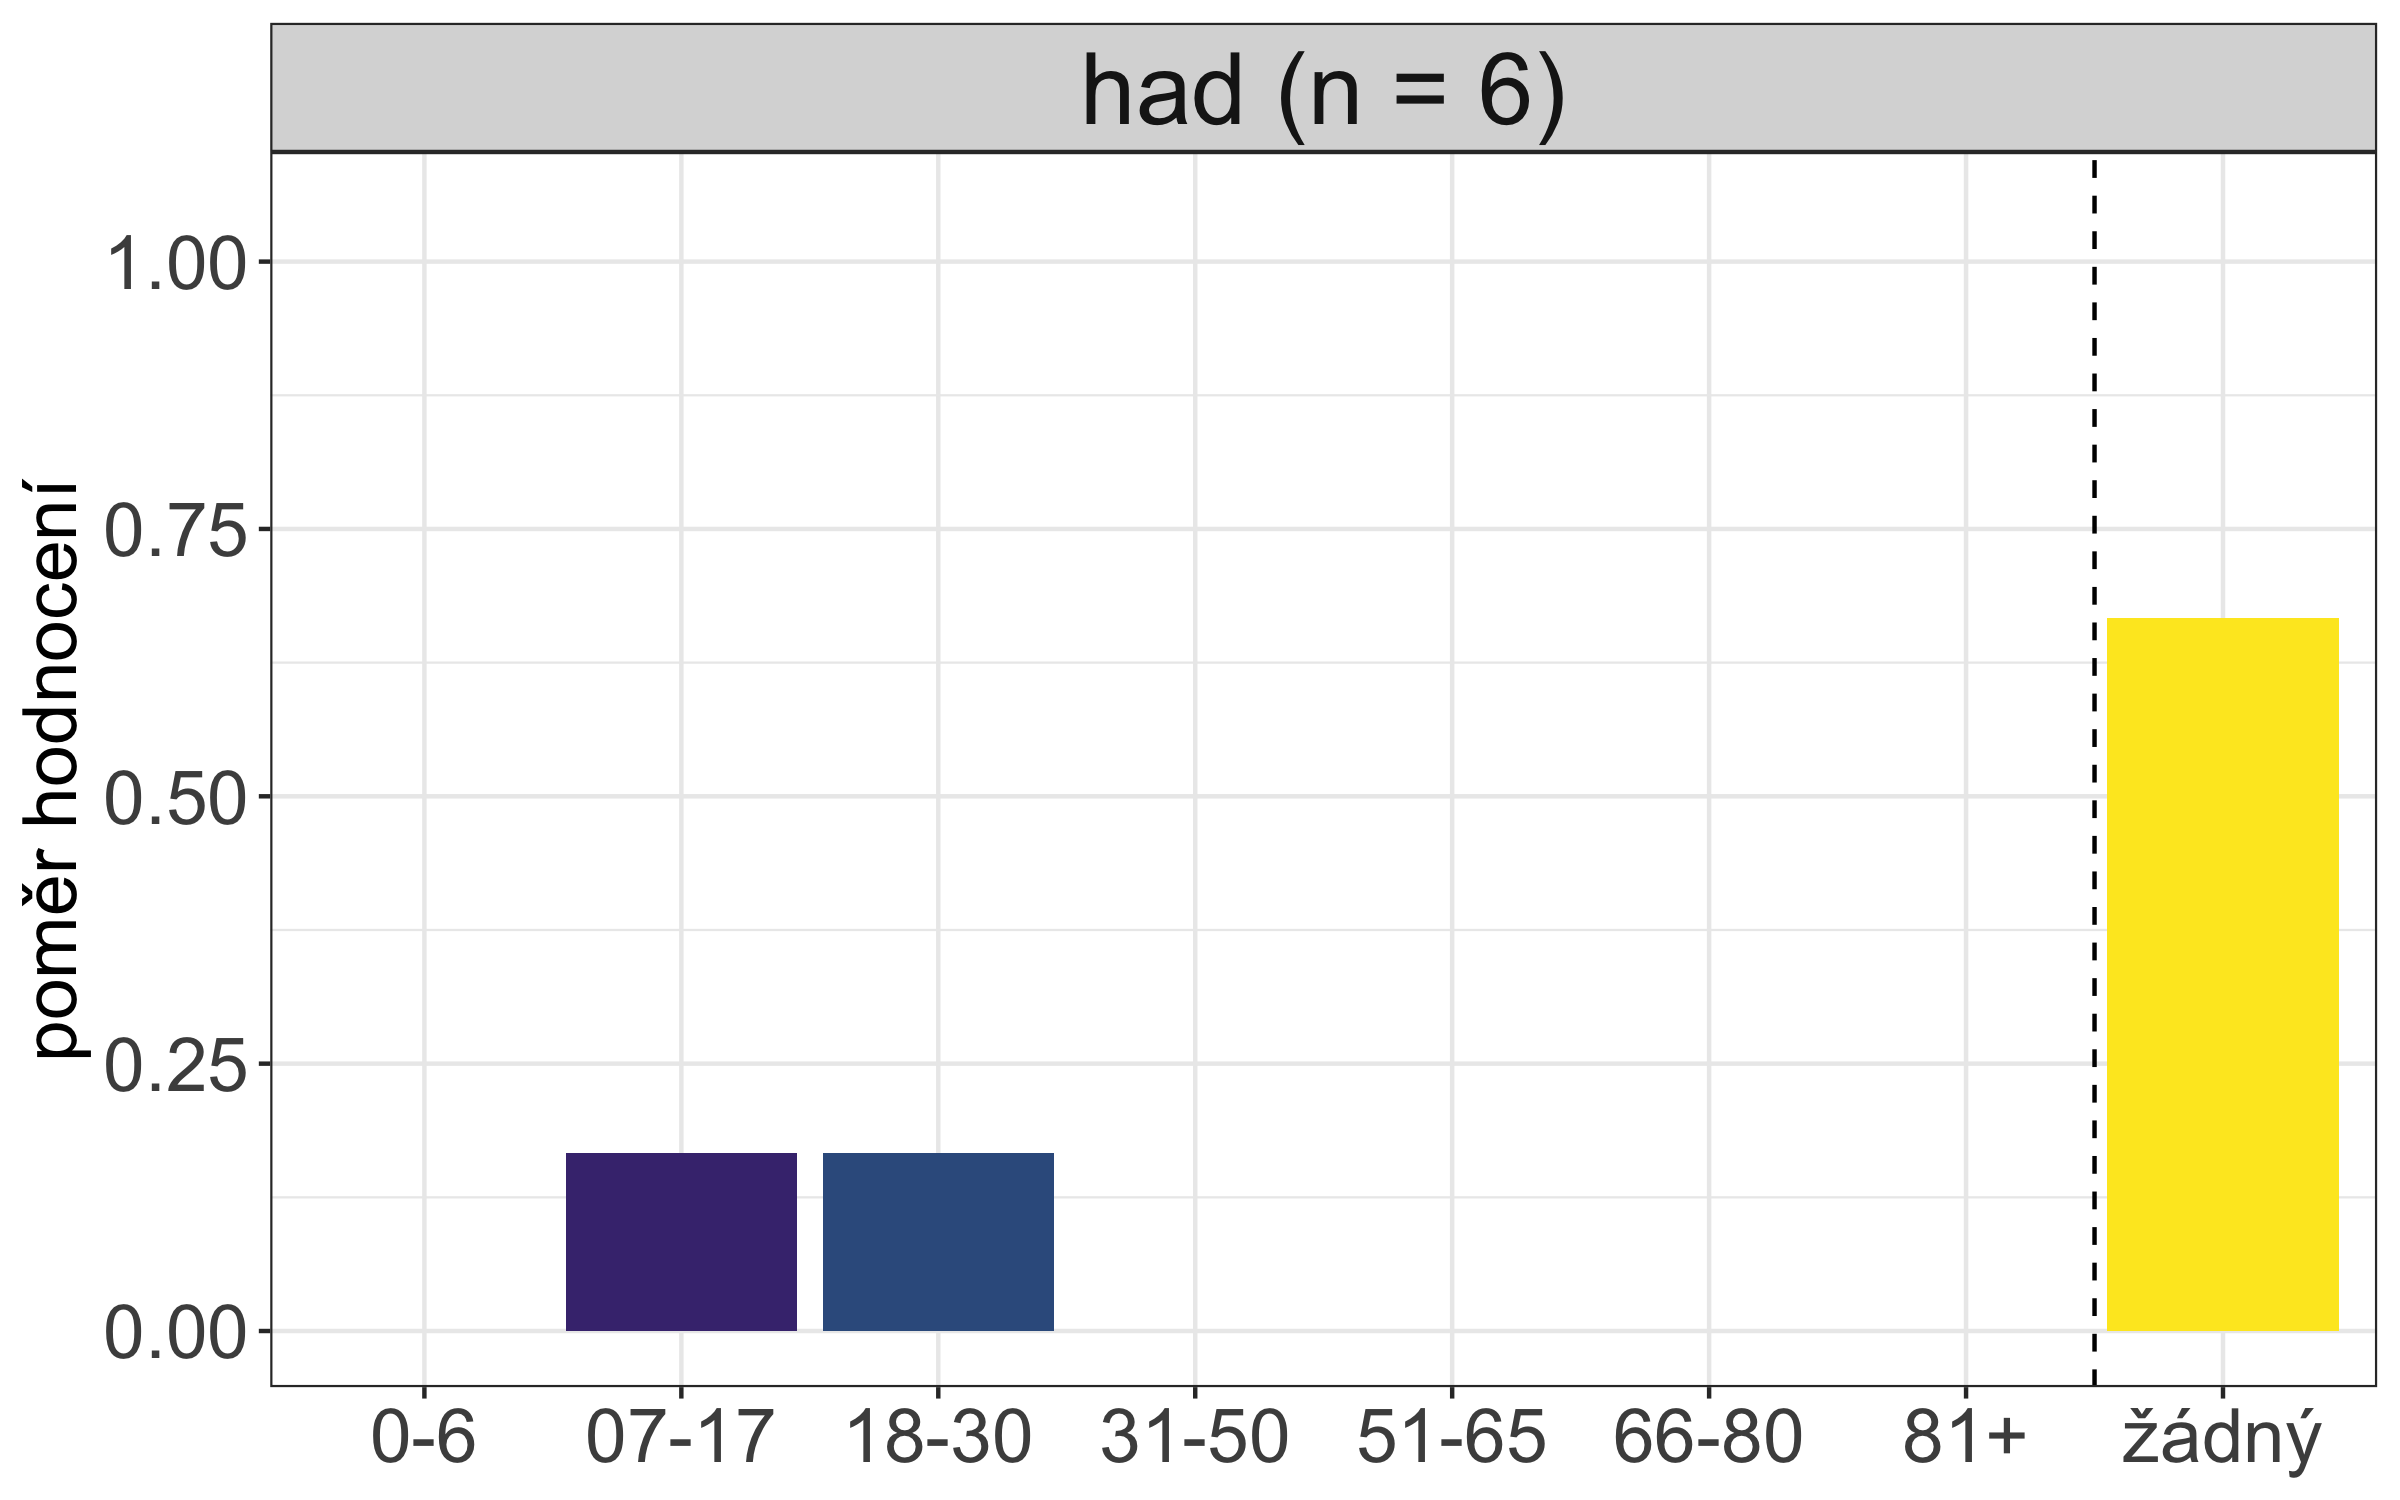 had (n = 6)
poměr hodnocení
1.00
0.75
0.50
0.25
0.00
0-6 07-17 18-30 31-50 51-65 66-80 81+ žádný